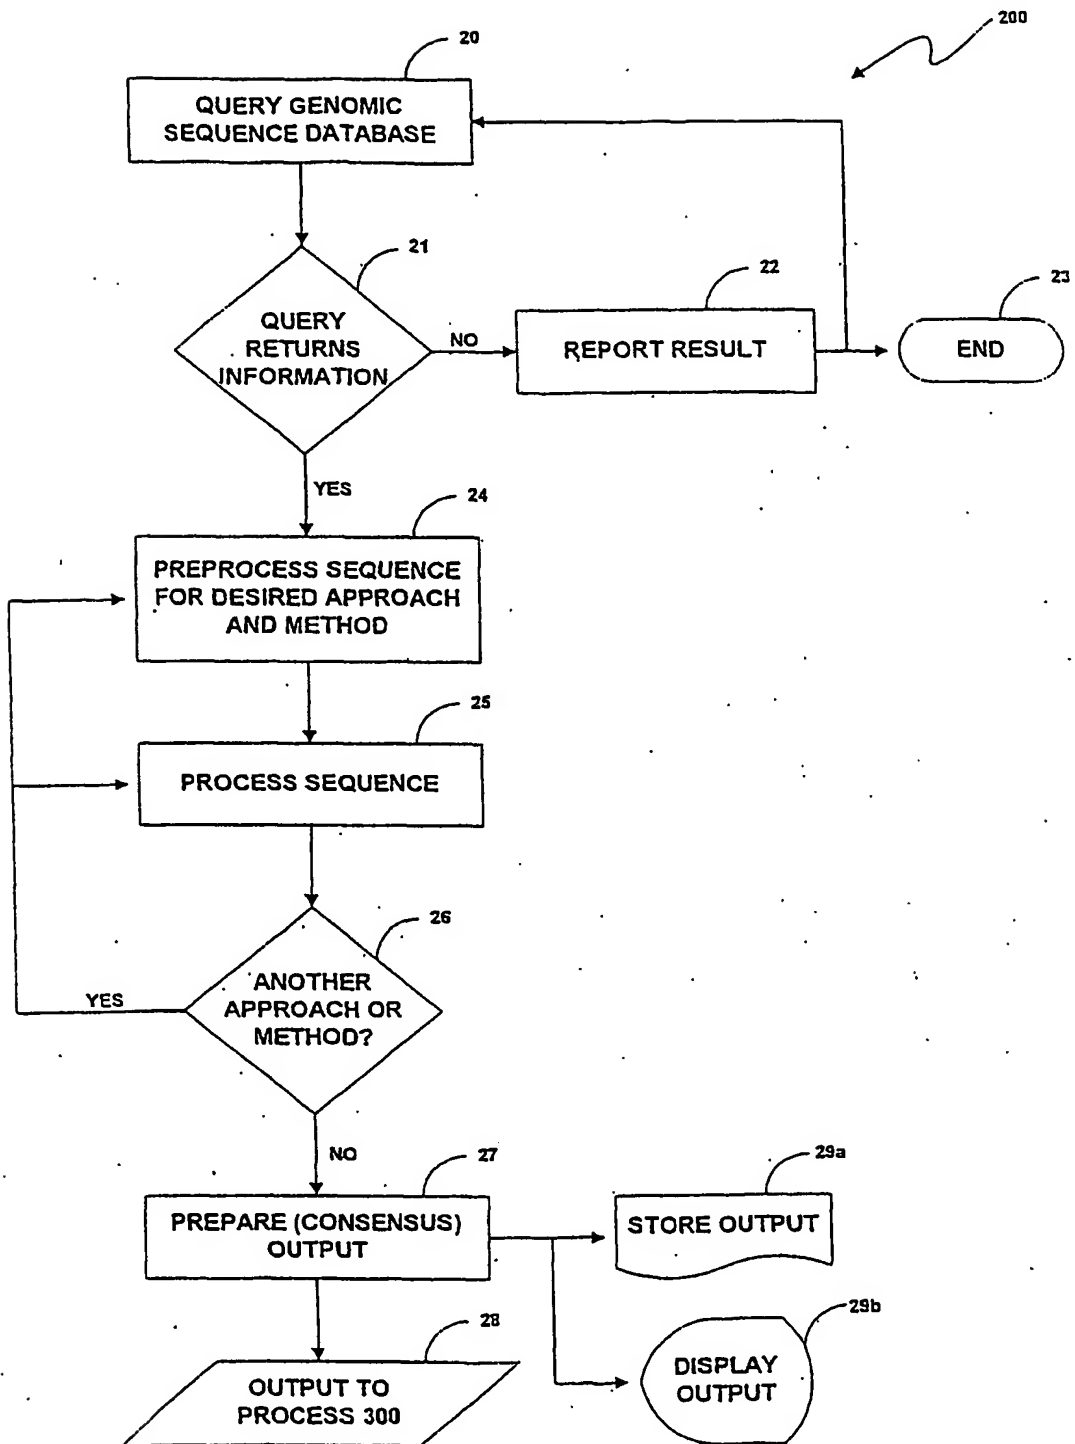 200
20
QUERY GENOMIC
SEQUENCE DATABASE
21
QUERY
RETURNS
INFORMATION
NO
22
REPORT RESULT
23
END
YES
24
PREPROCESS SEQUENCE
FOR DESIRED APPROACH
AND METHOD
25
PROCESS SEQUENCE
26
ANOTHER
APPROACH OR
METHOD?
YES
NO
27
PREPARE (CONSENSUS)
OUTPUT
29a
STORE OUTPUT
28
OUTPUT TO
PROCESS 300
29b
DISPLAY
OUTPUT